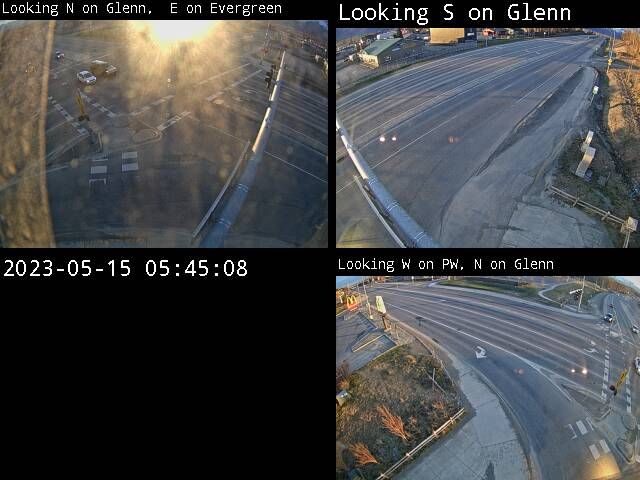 Looking N on Glenn,  E on Evergreen
Looking S on Glenn
2023-05-15 05:45:08
Looking W on PW, N on Glenn